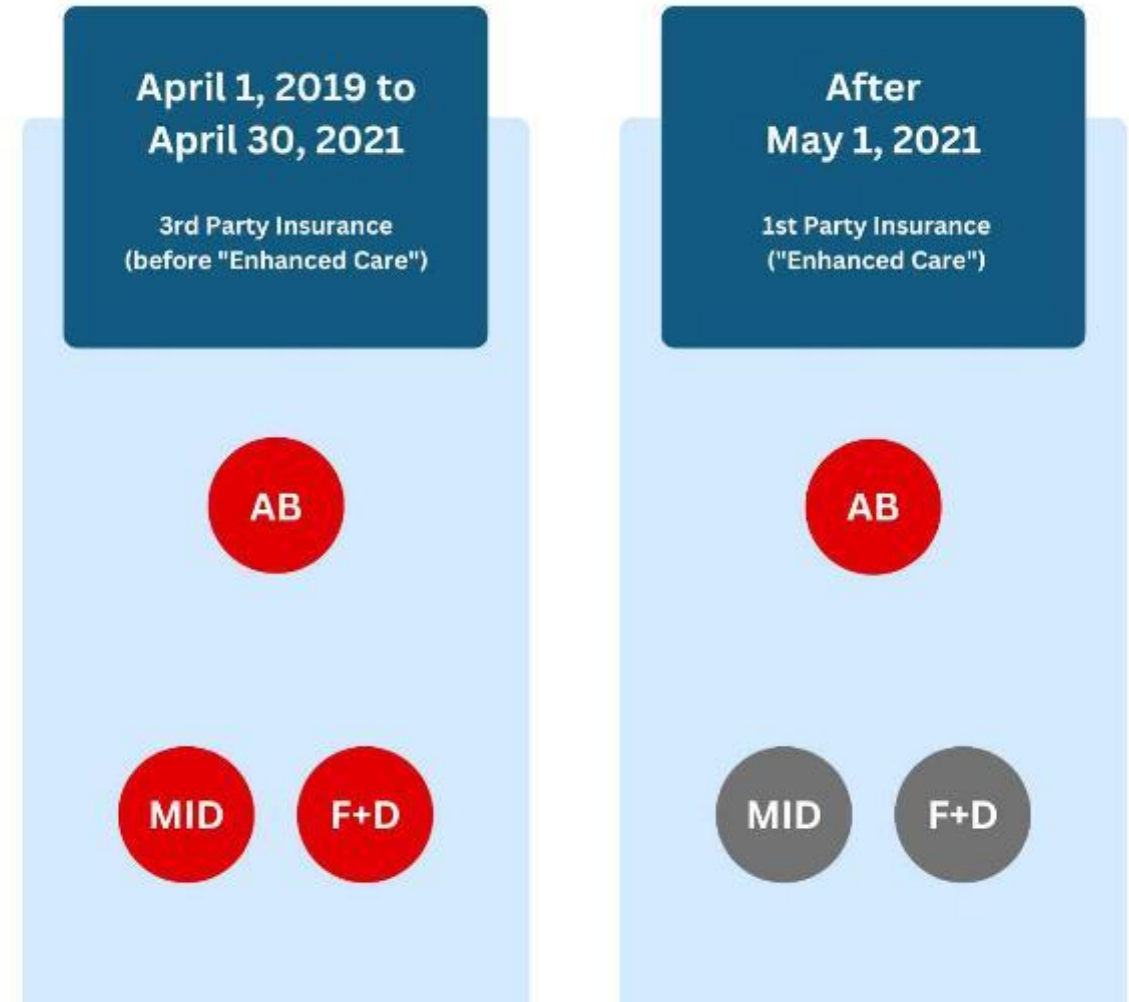 April 1, 2019 to
April 30, 2021
3rd Party Insurance
(before "Enhanced Care")
AB
MID
F+D
After
May 1, 2021
1st Party Insurance
("Enhanced Care")
AB
MID
F+D